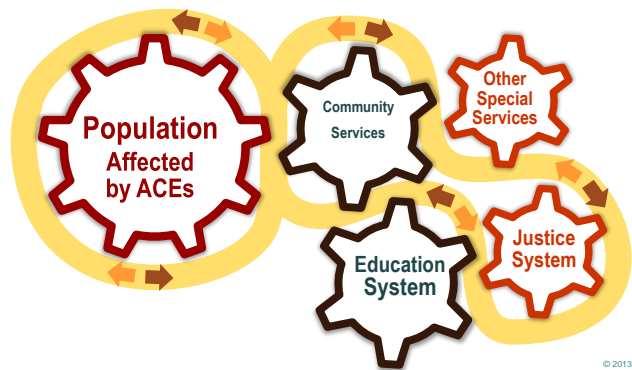 Population
Affected
by ACEs
Community
Services
Other
Special
Services
Education
System
Justice
System
© 2013